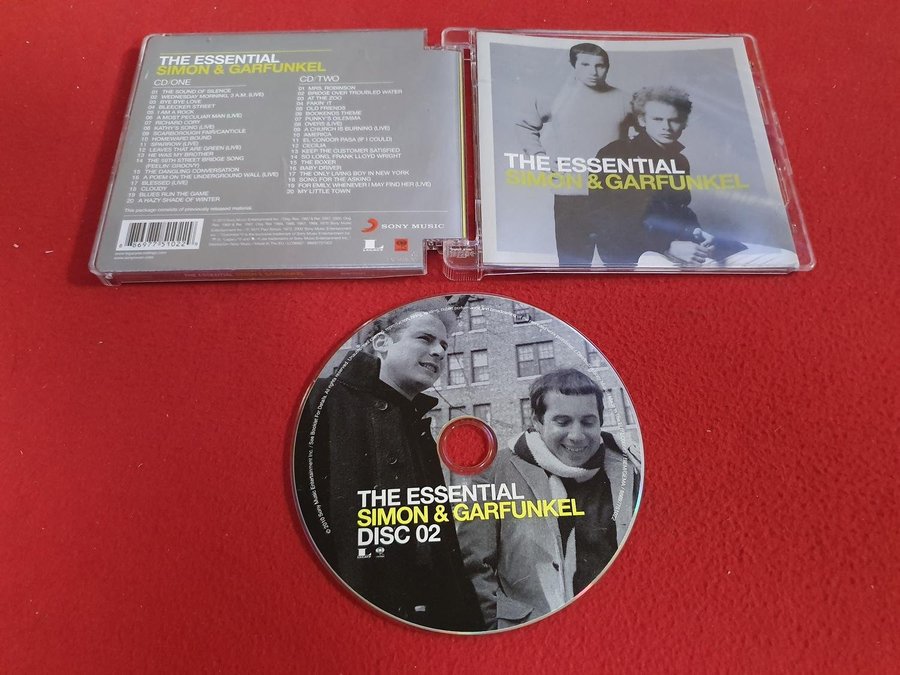 THE ESSENTIAL
SIMON & GARFUNKEL
CD/ONE
01 THE SOUND OF SILENCE
02 WEDNESDAY MORNING, 3 A.M. (LIVE)
03 BYE BYE LOVE
04 BLEECKER STREET
05 I AM A ROCK
06 A MOST PECULIAR MAN (LIVE)
07 RICHARD CORY
08 KATHY'S SONG (LIVE)
09 SCARBOROUGH FAIR/CANTICLE
10 HOMEWARD BOUND
11 SPARROW (LIVE)
12 LEAVES THAT ARE GREEN (LIVE)
13 HE WAS MY BROTHER
14 THE 59TH STREET BRIDGE SONG
(FEELIN' GROOVY)
15 THE DANGLING CONVERSATION
16 A POEM ON THE UNDERGROUND WALL (LIVE)
17 BLESSED (LIVE)
18 CLOUDY
19 BLUES RUN THE GAME
20 A HAZY SHADE OF WINTER
This package consists of previously released material.
CD/TWO
01 MRS. ROBINSON
02 BRIDGE OVER TROUBLED WATER
03 AT THE ZOO
04 FAKIN' IT
05 OLD FRIENDS
06 BOOKENDS THEME
07 PUNKY'S DILEMMA
08 OVERS (LIVE)
09 A CHURCH IS BURNING (LIVE)
10 AMERICA
11 EL CONDOR PASA (IF I COULD)
12 CECILIA
13 KEEP THE CUSTOMER SATISFIED
14 SO LONG, FRANK LLOYD WRIGHT
15 THE BOXER
16 BABY DRIVER
17 THE ONLY LIVING BOY IN NEW YORK
18 SONG FOR THE ASKING
19 FOR EMILY, WHENEVER I MAY FIND HER (LIVE)
20 MY LITTLE TOWN
SONY MUSIC
THE ESSENTIAL SIMON & GARFUNKEL
THE ESSENTIAL
SIMON & GARFUNKEL
THE ESSENTIAL
SIMON & GARFUNKEL
DISC 02